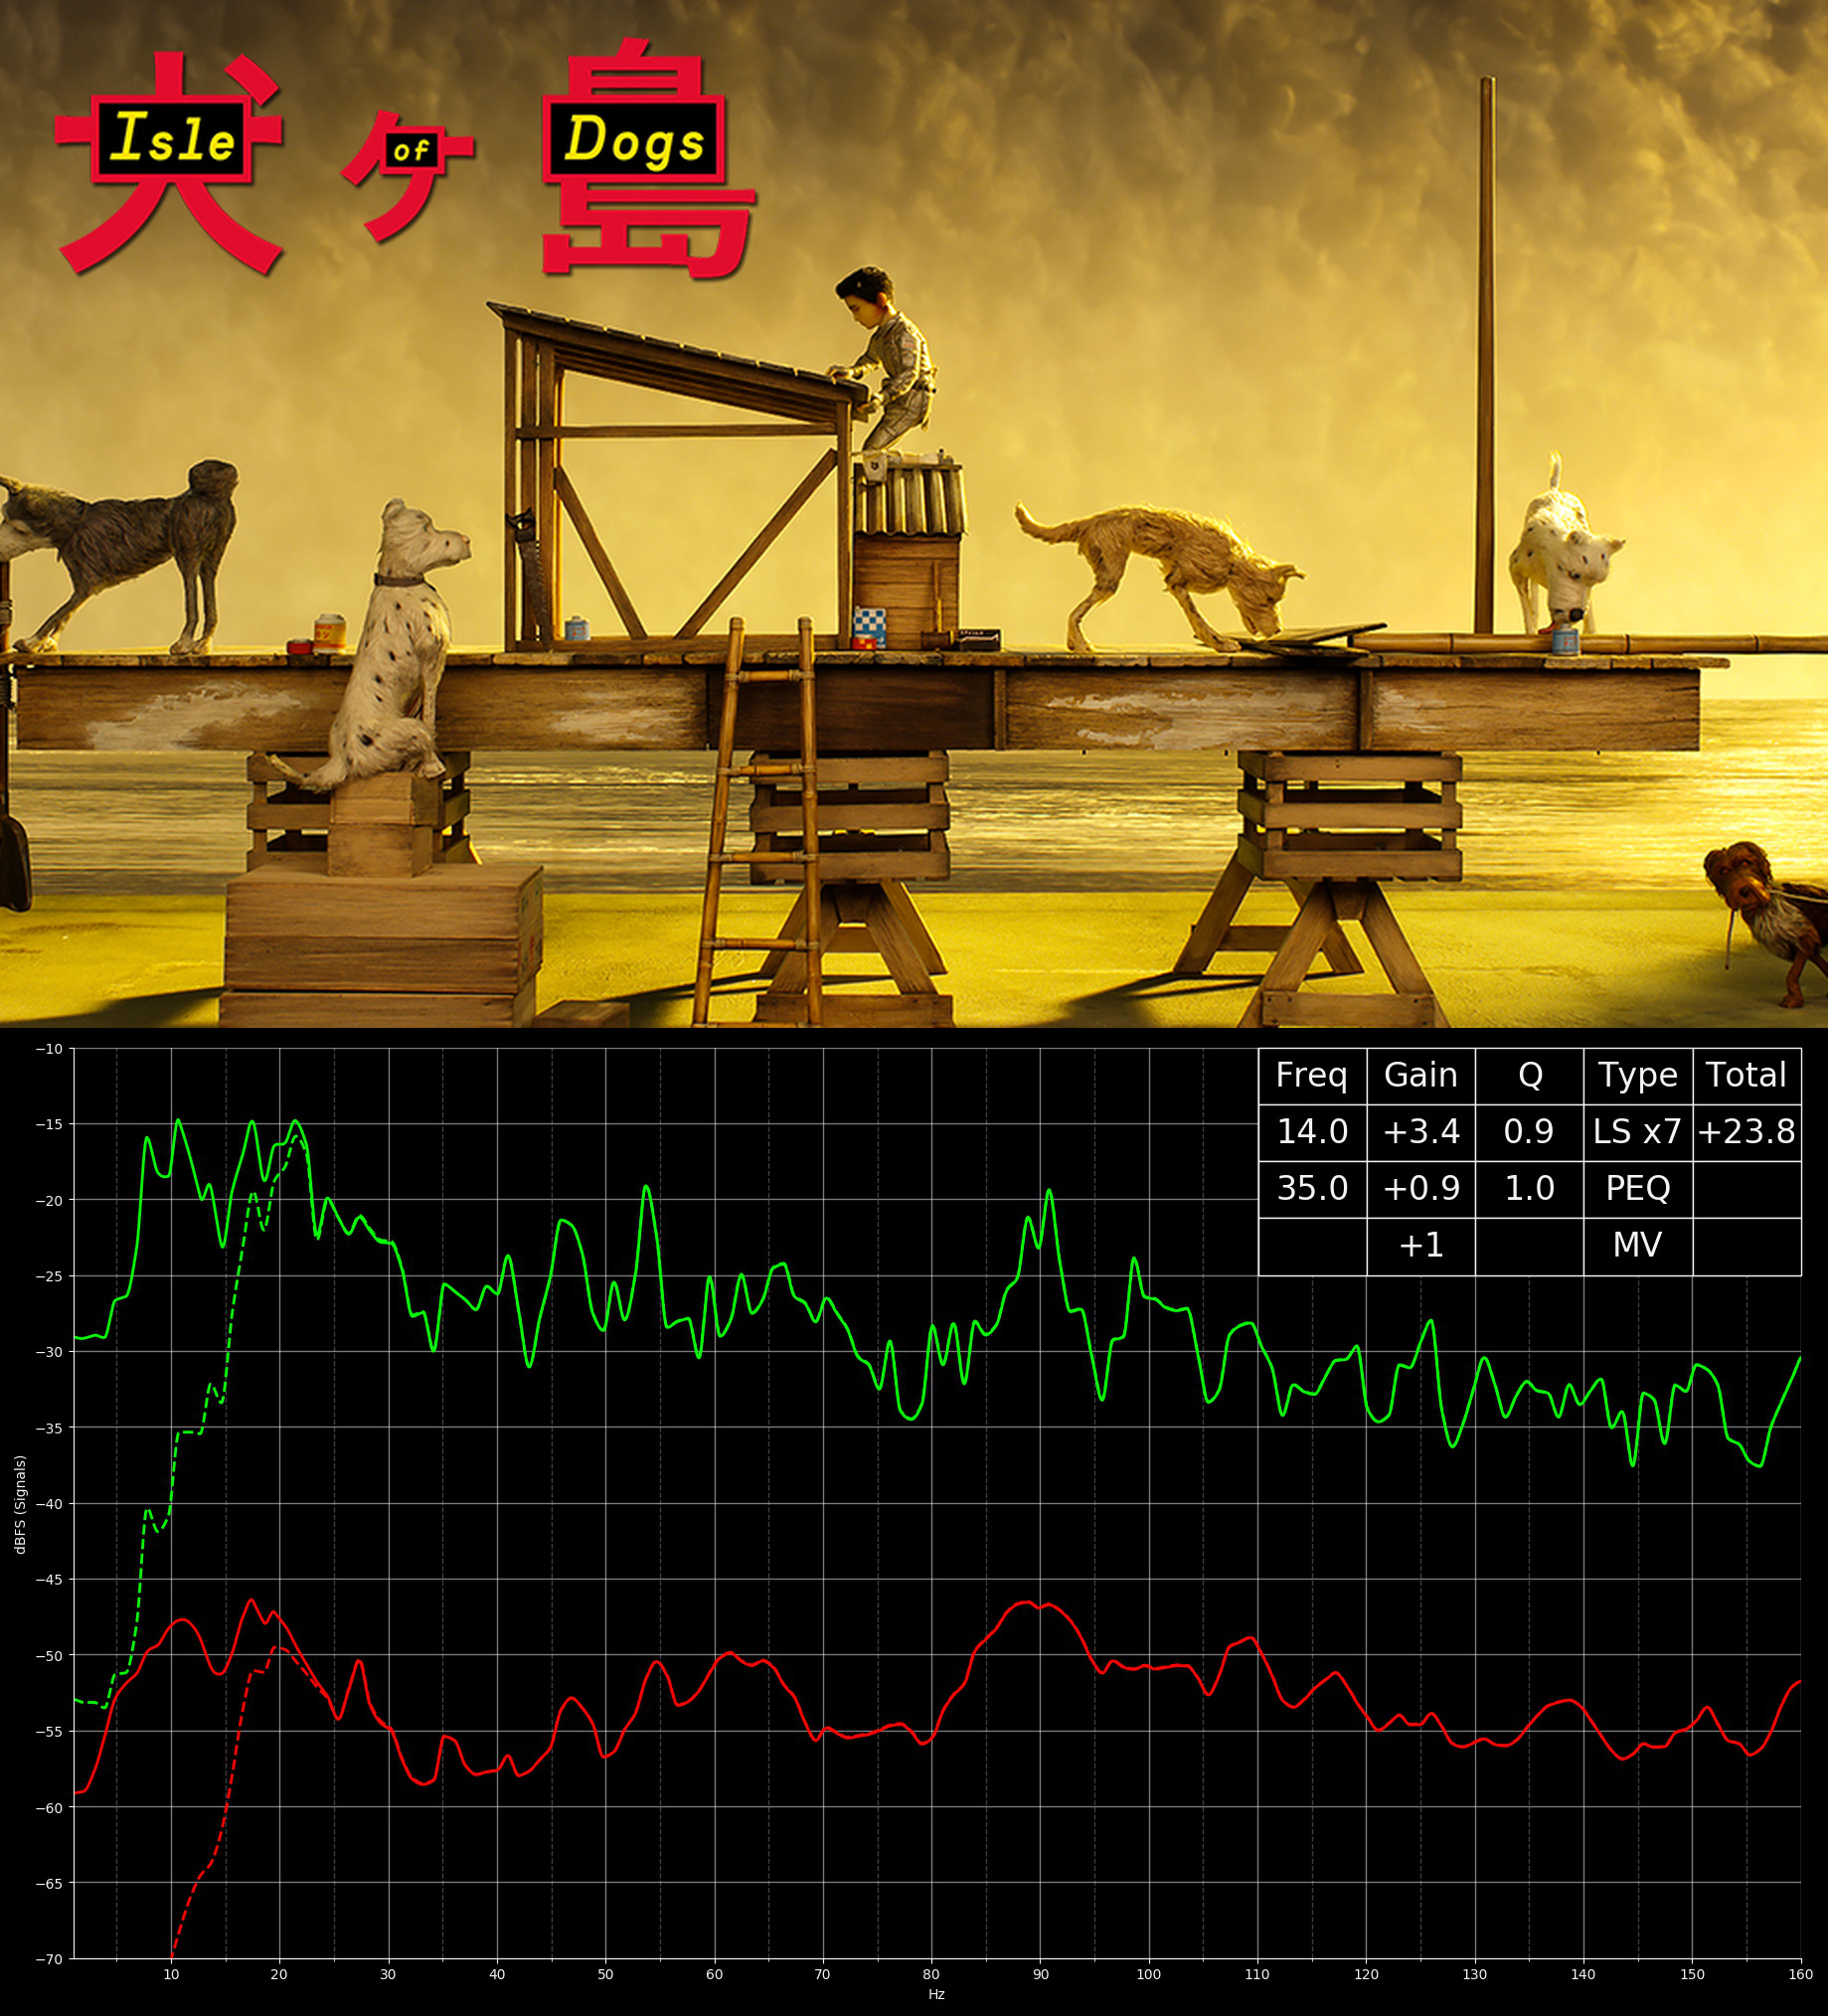 犬ヶ島
Isle of Dogs
Freq Gain Q Type Total
14.0 +3.4 0.9 LS x7 +23.8
35.0 +0.9 1.0 PEQ
+1 MV
−10
−15
−20
−25
−30
−35
−40
−45
−50
−55
−60
−65
−70
dBFS (Signals)
10 20 30 40 50 60 70 80 90 100 110 120 130 140 150 160
Hz